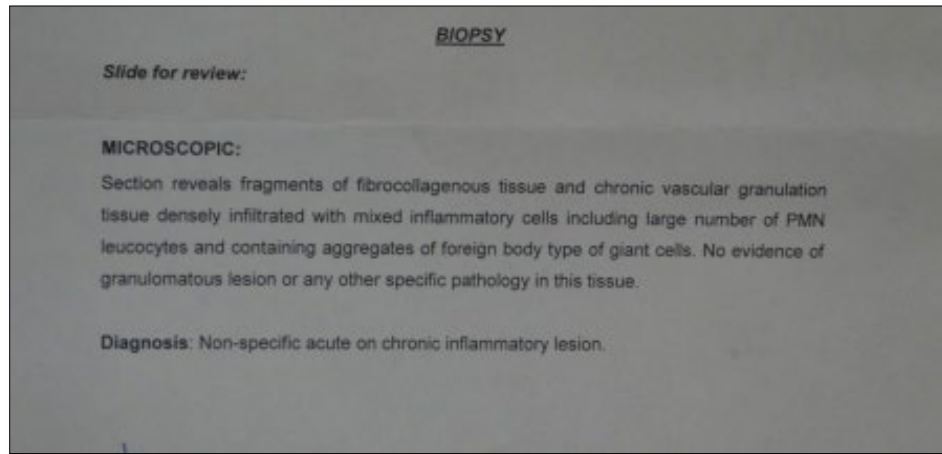 BIOPSY
Slide for review:
MICROSCOPIC:
Section reveals fragments of fibrocollagenous tissue and chronic vascular granulation
tissue densely infiltrated with mixed inflammatory cells including large number of PMN
leucocytes and containing aggregates of foreign body type of giant cells. No evidence of
granulomatous lesion or any other specific pathology in this tissue.
Diagnosis: Non-specific acute on chronic inflammatory lesion.